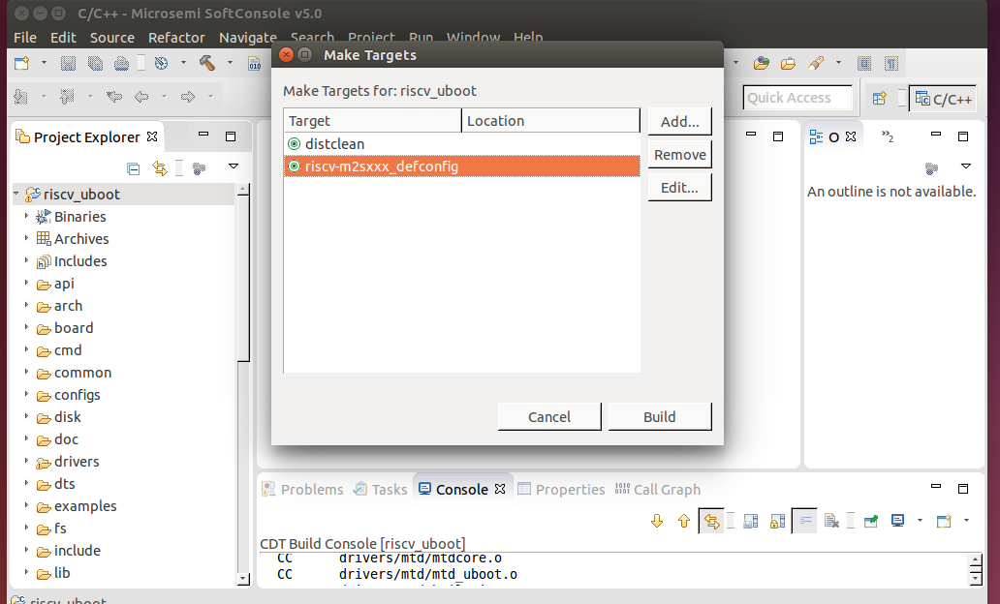 C/C++ - Microsemi SoftConsole v5.0
File Edit Source Refactor Navigate Search Project Run Window Help
Make Targets
Make Targets for: riscv_uboot
Target Location
distclean
riscv-m2sxxx_defconfig
Add...
Remove
Edit...
Cancel Build
010
Quick Access
C/C++
Project Explorer
riscv_uboot
Binaries
Archives
Includes
api
arch
board
cmd
common
configs
disk
doc
drivers
dts
examples
fs
include
lib
O
»2
An outline is not available.
Problems Tasks Console Properties Call Graph
CDT Build Console [riscv_uboot]
CC drivers/mtd/mtdcore.o
CC drivers/mtd/mtd_uboot.o
riscv_uboot